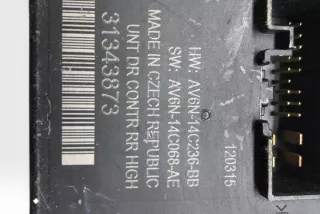 120315
HW: AV6N-14C236-BB
SW: AV6N-14C068-AE
MADE IN CZECH REPUBLIC
UNT DR CONTR RR HIGH
31343873
K